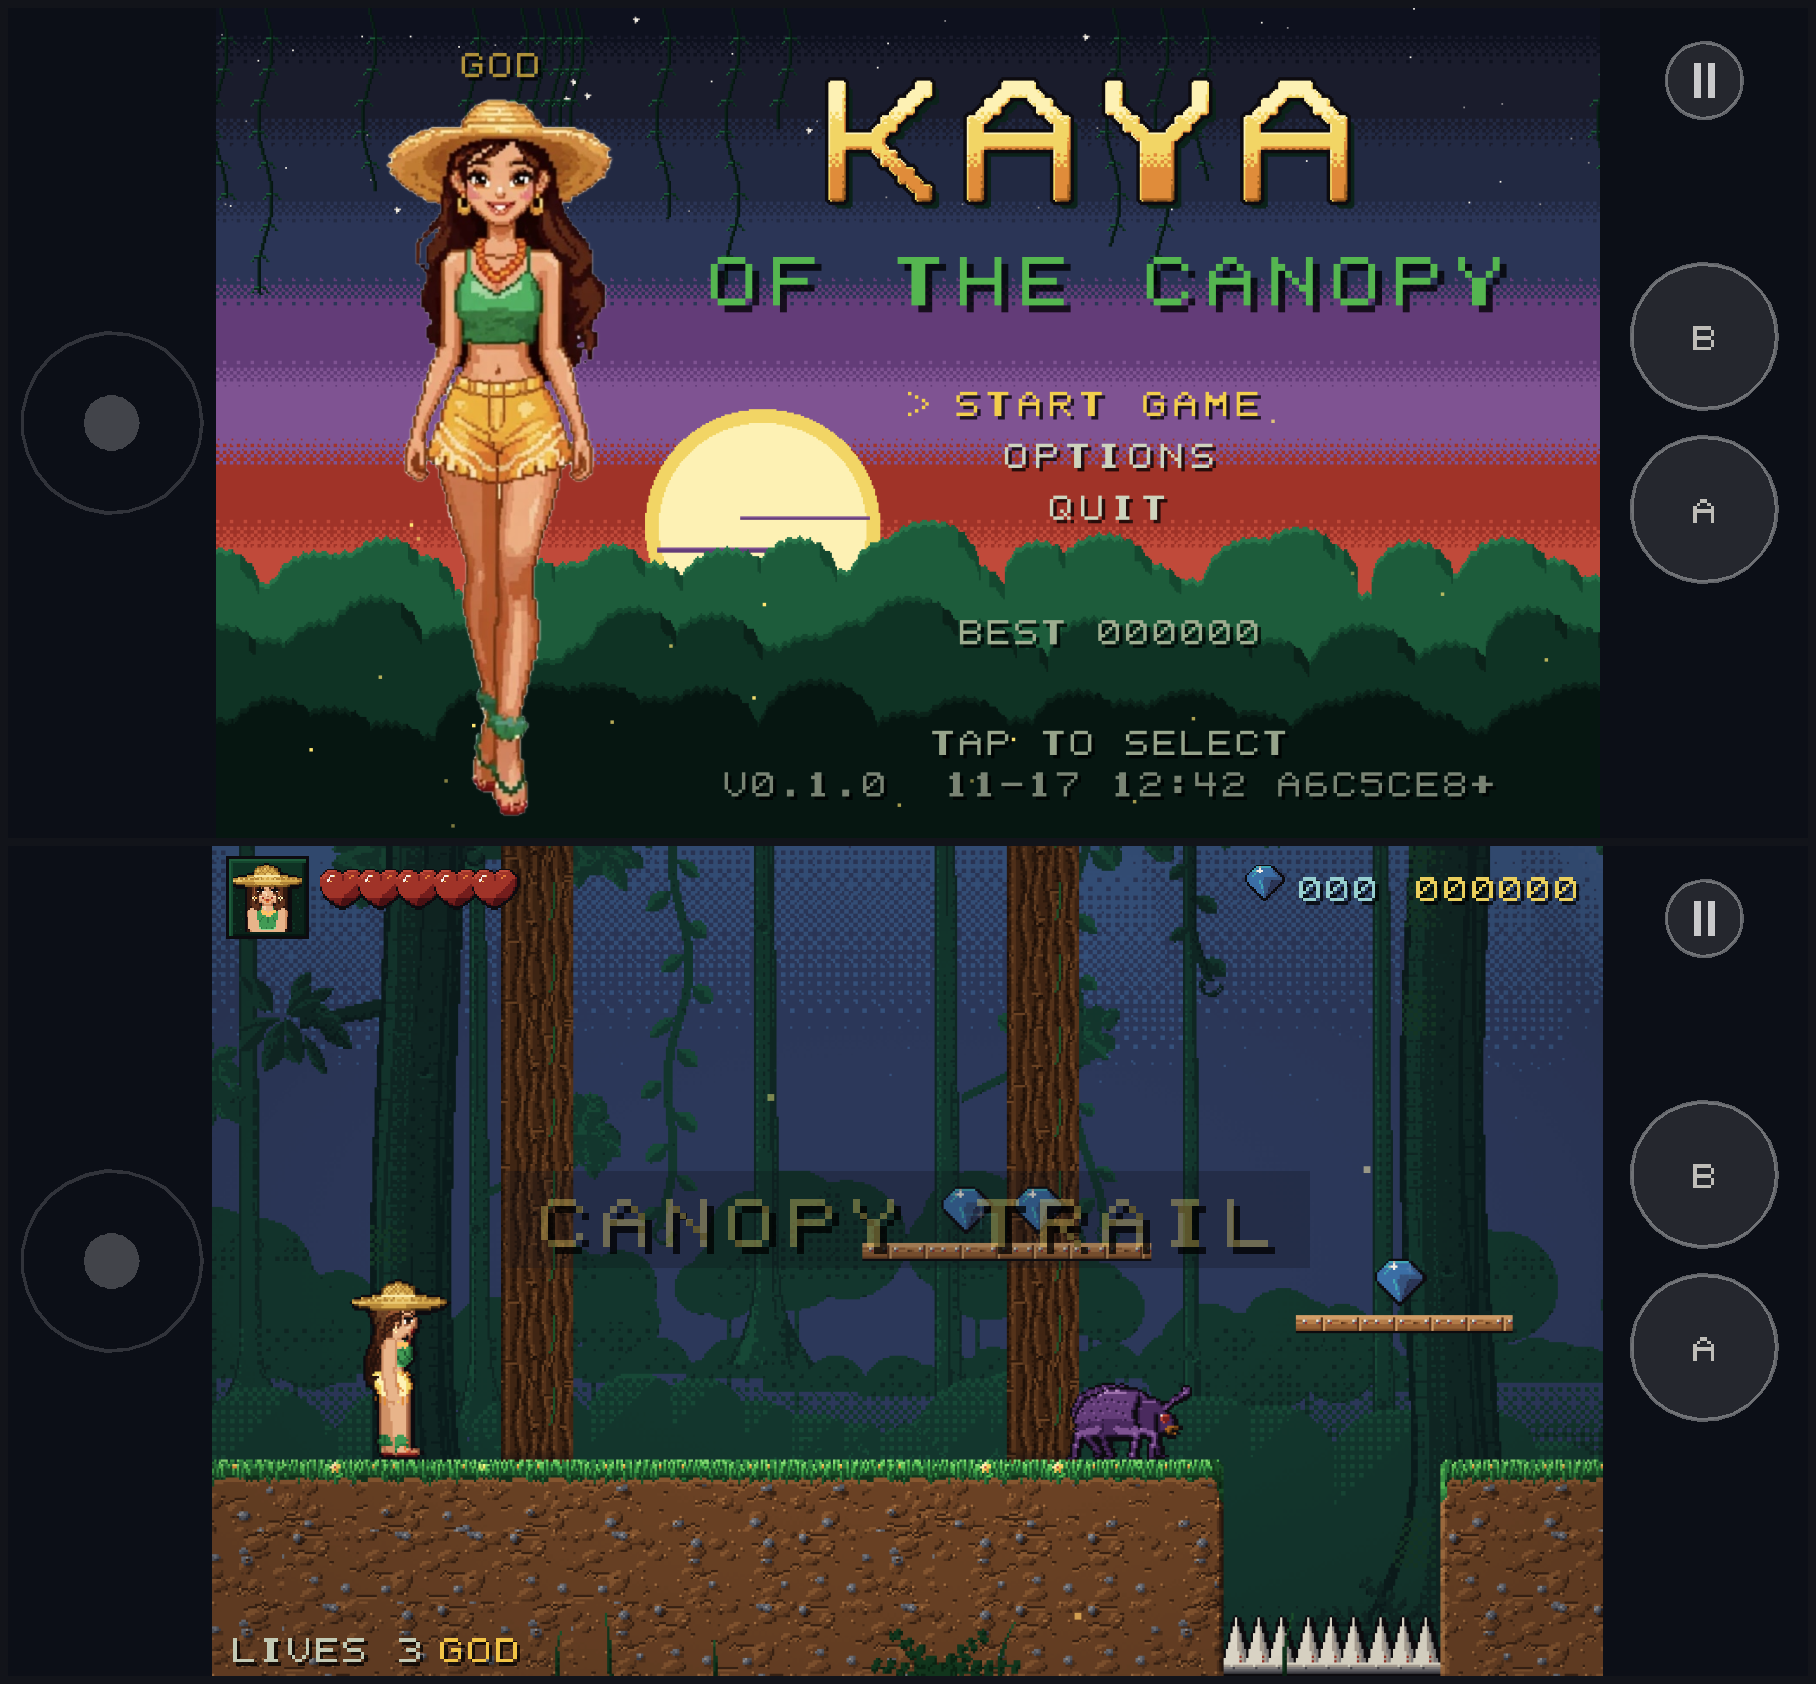 GOD
KAYA
OF THE CANOPY
> START GAME
OPTIONS
QUIT
BEST 000000
TAP TO SELECT
V0.1.0 11-17 12:42 A6C5CE8+
B
A
000 000000
CANOPY TRAIL
B
A
LIVES 3 GOD